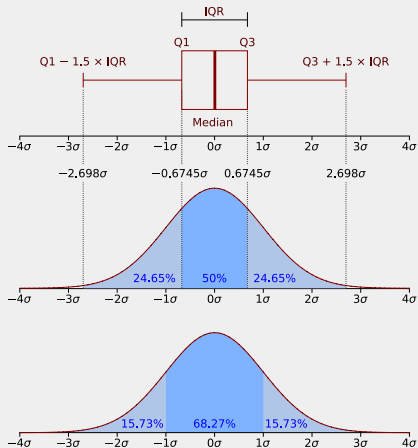 IQR
Q1 Q3
Q1 − 1.5 × IQR Q3 + 1.5 × IQR
Median
−4σ −3σ −2σ −1σ 0σ 1σ 2σ 3σ 4σ
−2.698σ −0.6745σ 0.6745σ 2.698σ
24.65% 50% 24.65%
−4σ −3σ −2σ −1σ 0σ 1σ 2σ 3σ 4σ
15.73% 68.27% 15.73%
−4σ −3σ −2σ −1σ 0σ 1σ 2σ 3σ 4σ